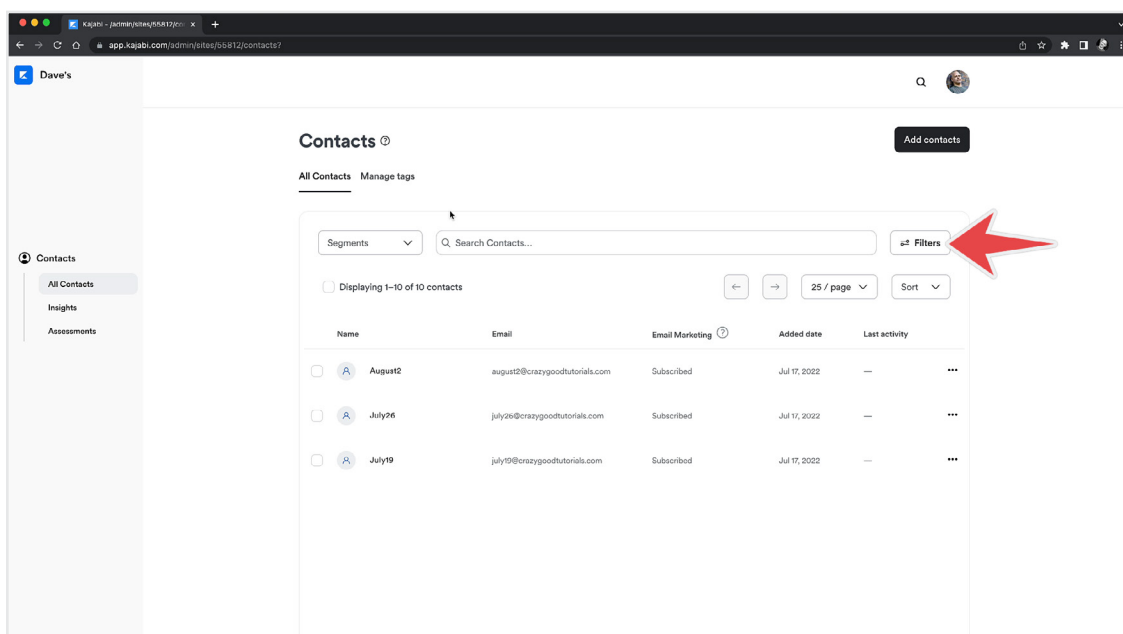 Kajabi - /admin/sites/55812/co
app.kajabi.com/admin/sites/55812/contacts?
Dave's
Contacts
Add contacts
All Contacts Manage tags
Segments Search Contacts... Filters
Contacts
All Contacts
Displaying 1–10 of 10 contacts 25 / page Sort
Insights
Assessments
Name Email Email Marketing Added date Last activity
August2 august2@crazygoodtutorials.com Subscribed Jul 17, 2022 —
July26 july26@crazygoodtutorials.com Subscribed Jul 17, 2022 —
July19 july19@crazygoodtutorials.com Subscribed Jul 17, 2022 —